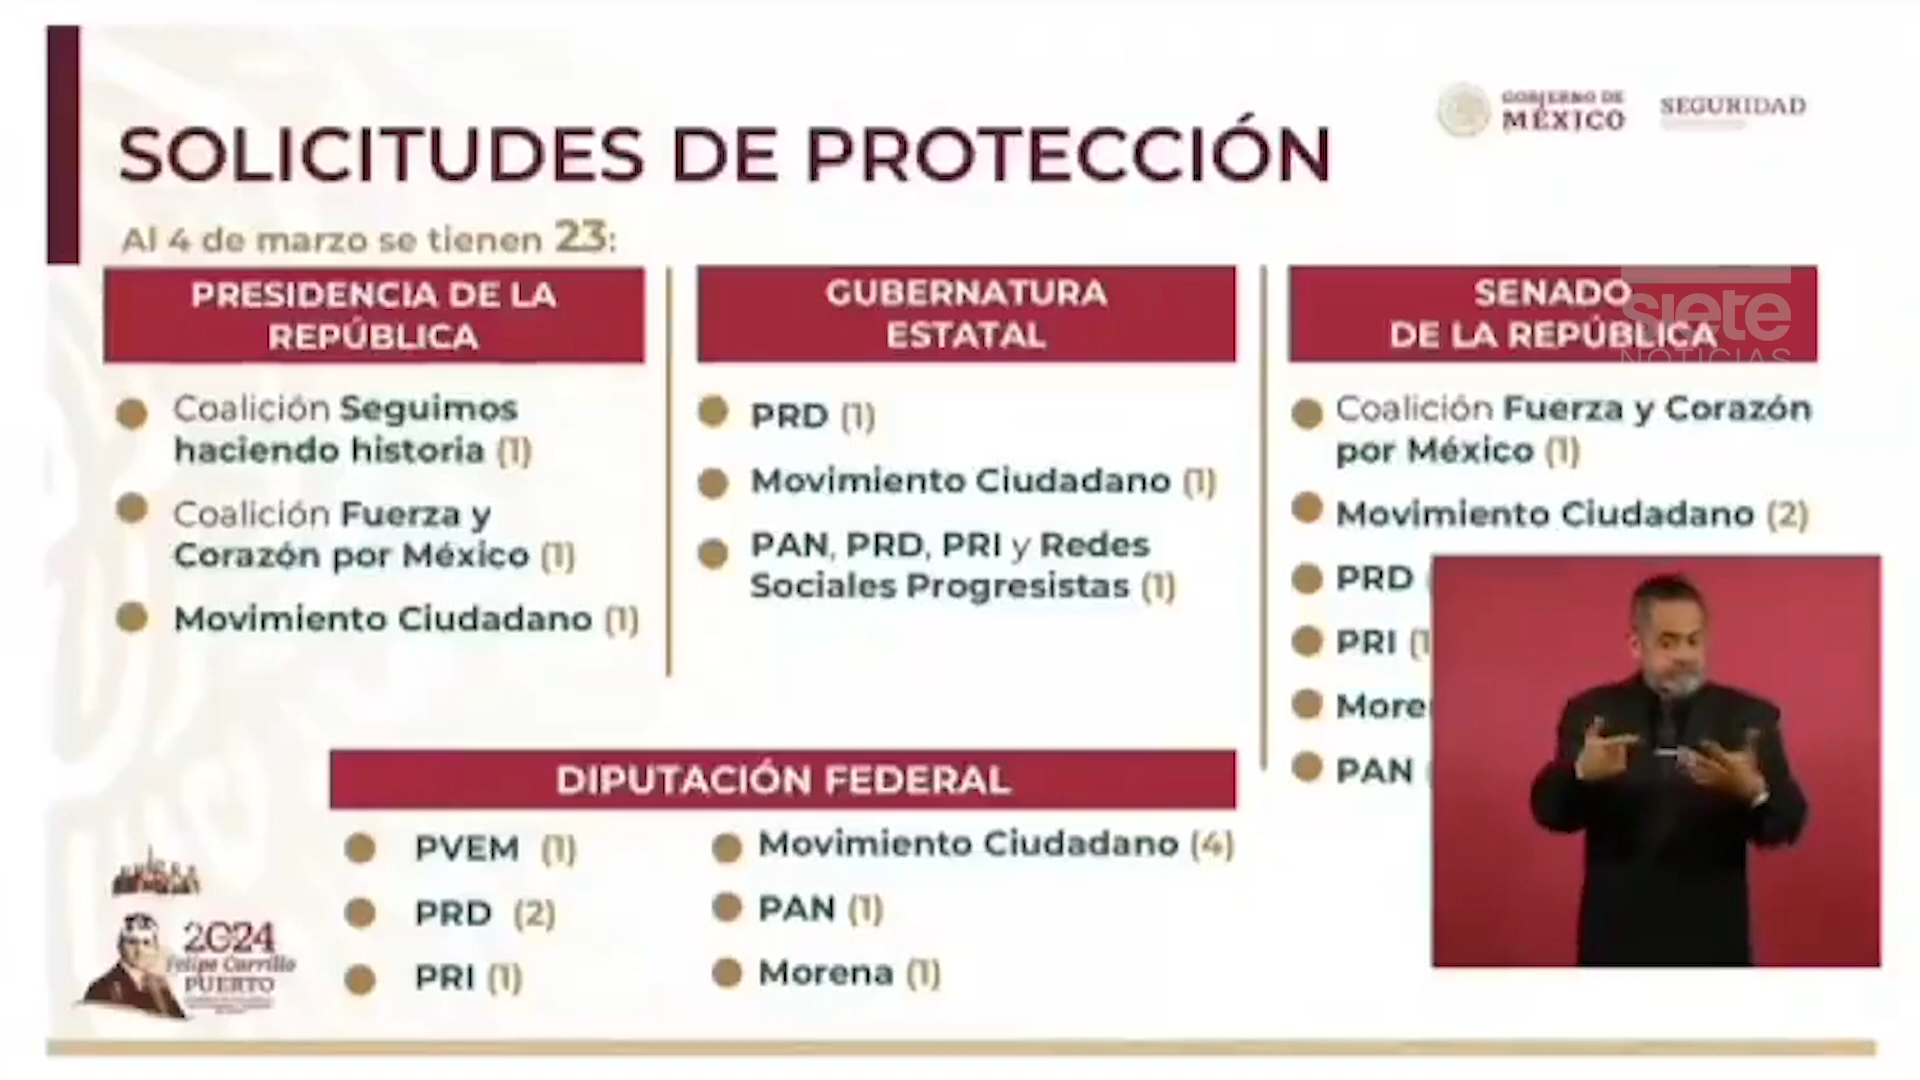 GOBIERNO DE
MÉXICO
SEGURIDAD
SOLICITUDES DE PROTECCIÓN
Al 4 de marzo se tienen 23:
PRESIDENCIA DE LA
REPÚBLICA
Coalición Seguimos
haciendo historia (1)
Coalición Fuerza y
Corazón por México (1)
Movimiento Ciudadano (1)
GUBERNATURA
ESTATAL
PRD (1)
Movimiento Ciudadano (1)
PAN, PRD, PRI y Redes
Sociales Progresistas (1)
SENADO
DE LA REPÚBLICA
siete
NOTICIAS
Coalición Fuerza y Corazón
por México (1)
Movimiento Ciudadano (2)
PRD
PRI (1
More
PAN
DIPUTACIÓN FEDERAL
PVEM (1)
PRD (2)
PRI (1)
Movimiento Ciudadano (4)
PAN (1)
Morena (1)
2024
Felipe Carrillo
PUERTO